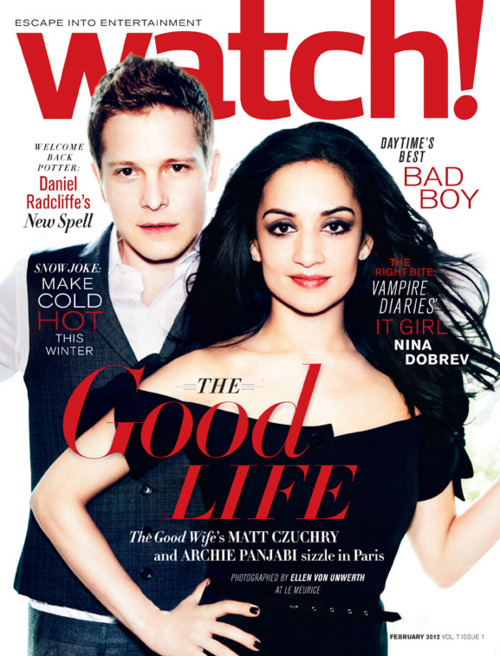 ESCAPE INTO ENTERTAINMENT
watch!
WELCOME
BACK
POTTER:
Daniel
Radcliffe's
New Spell
SNOW JOKE:
MAKE
COLD
HOT
THIS
WINTER
DAYTIME'S
BEST
BAD
BOY
THE
RIGHT BITE:
VAMPIRE
DIARIES'
IT GIRL
NINA
DOBREV
THE
Good
LIFE
The Good Wife's MATT CZUCHRY
and ARCHIE PANJABI sizzle in Paris
PHOTOGRAPHED BY ELLEN VON UNWERTH
AT LE MEURICE
FEBRUARY 2012 VOL.7 ISSUE 1